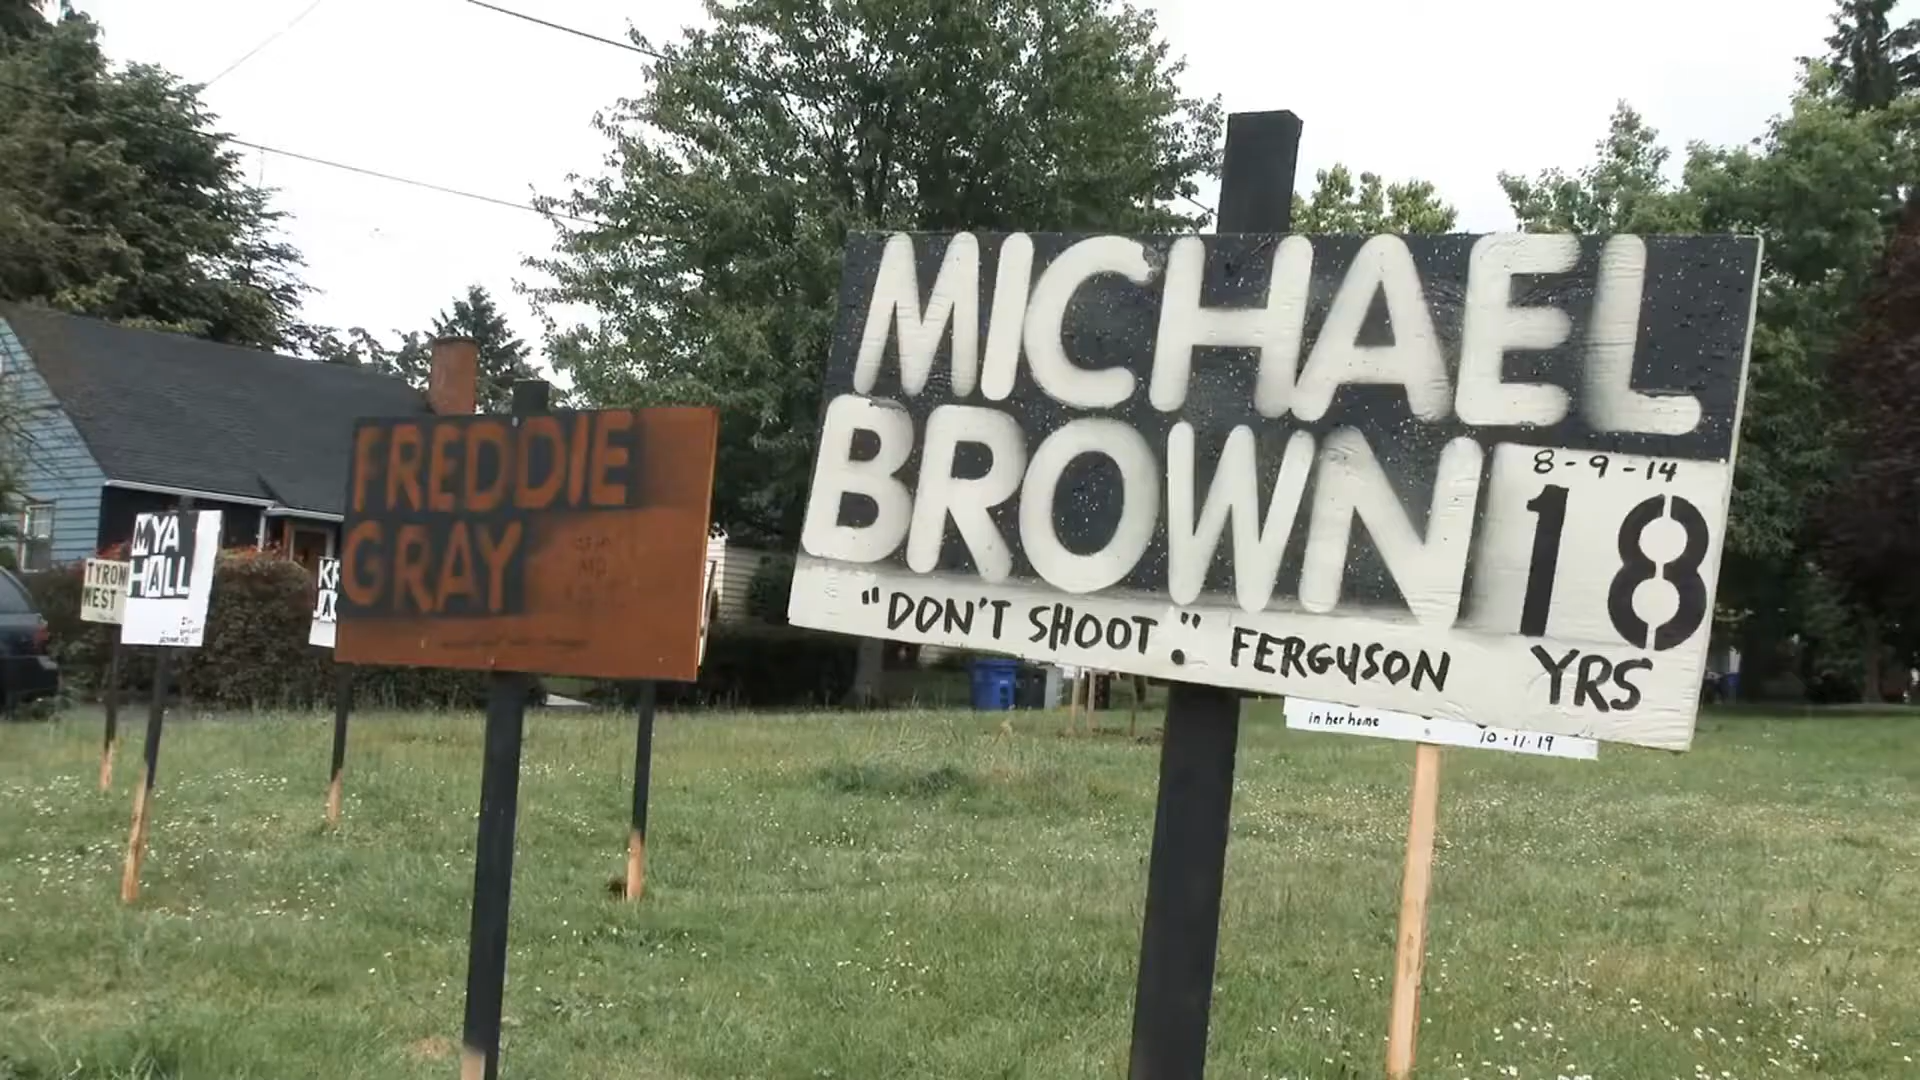 MICHAEL
BROWN
8-9-14
18
YRS
"DON'T SHOOT." FERGUSON
in her home
10-11-19
FREDDIE
GRAY
MYA
HALL
TYRON
WEST
KR